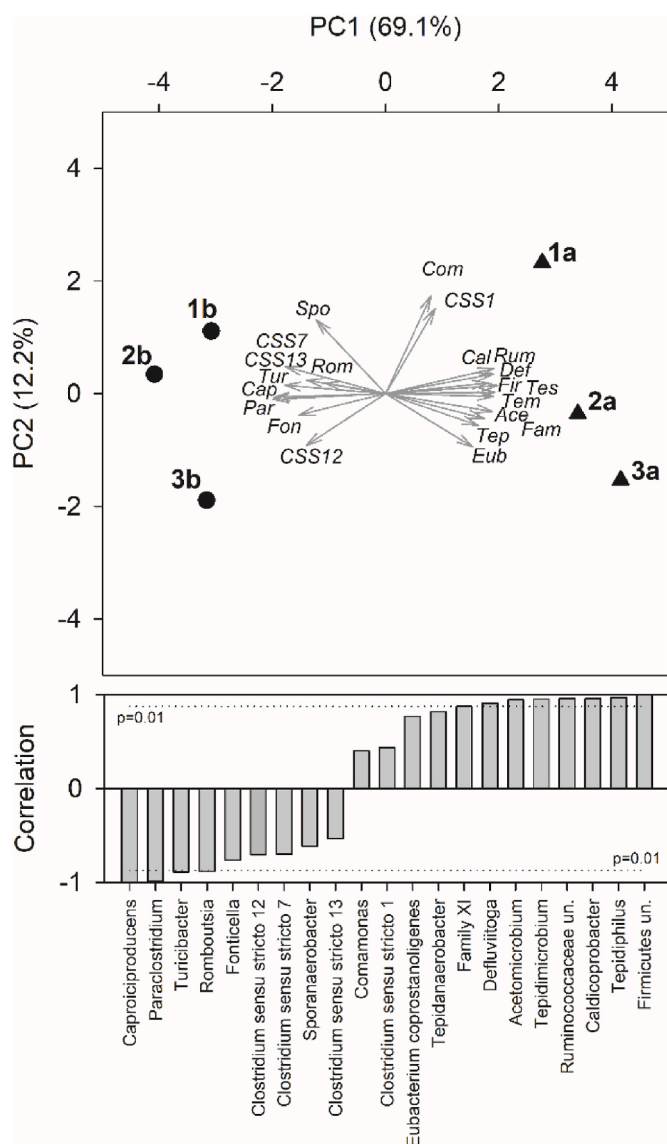 PC1 (69.1%)
-4 -2 0 2 4
PC2 (12.2%)
4
2
0
-2
-4
1a
Com
CSS1
Spo
1b
CSS7
CSS13
Rom
Cal Rum
2b
Tur
Def
Cap
Fir Tes
Par
Tem
Fon
Ace
2a
CSS12
Tep Fam
Eub
3b
3a
Correlation
1
0
-1
p=0.01
p=0.01
Caproiciproducens
Paraclostridium
Turicibacter
Romboutsia
Fonticella
Clostridium sensu stricto 12
Clostridium sensu stricto 7
Sporanaerobacter
Clostridium sensu stricto 13
Comamonas
Clostridium sensu stricto 1
Eubacterium coprostanoligenes
Tepidanaerobacter
Family XI
Defluviitoga
Acetomicrobium
Tepidimicrobium
Ruminococcaceae un.
Caldicoprobacter
Tepidiphilus
Firmicutes un.